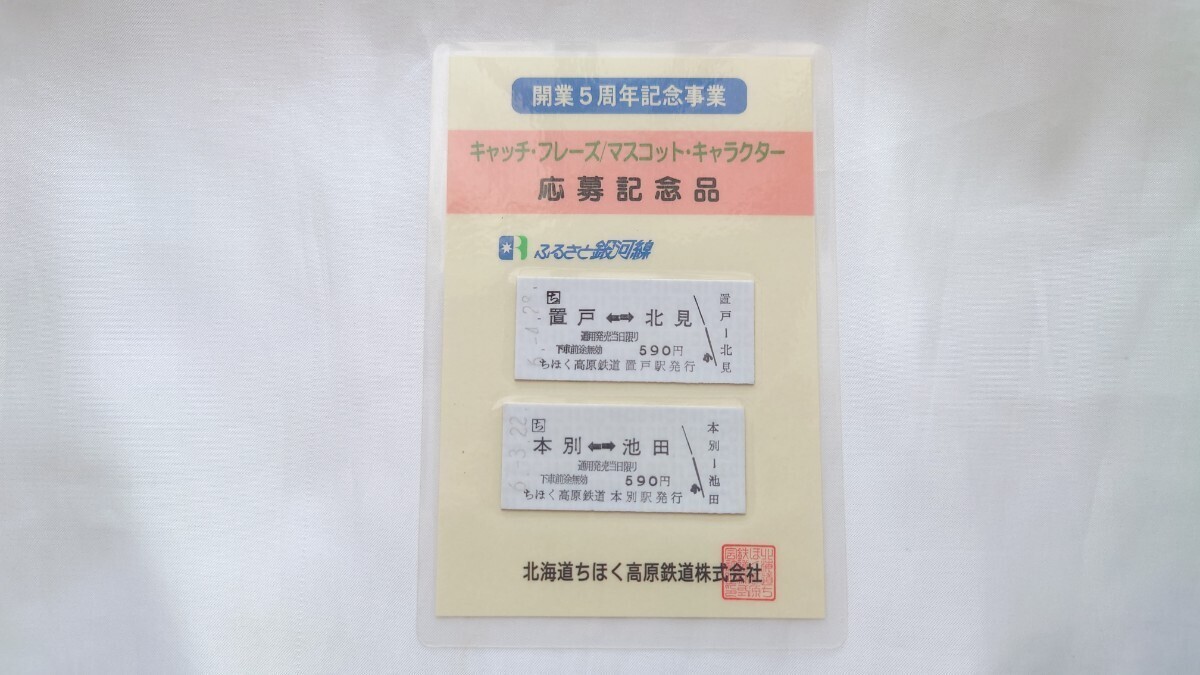 開業5周年記念事業
キャッチ・フレーズ/マスコット・キャラクター
応募記念品
ふるさと銀河線
ち
置戸 ⟷ 北見
通用発売当日限り
下車前途無効 590円
ちほく高原鉄道 置戸駅発行
小
置戸ー北見
ち
本別 ⟷ 池田
通用発売当日限り
下車前途無効 590円
ちほく高原鉄道 本別駅発行
小
本別ー池田
北海道ちほく高原鉄道株式会社